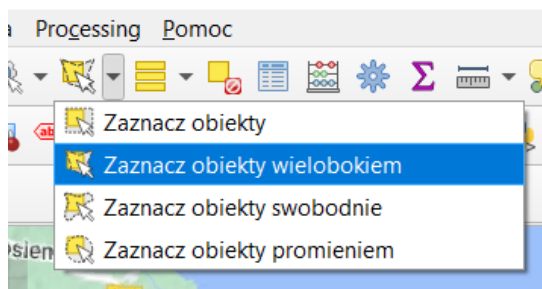 Processing Pomoc
Zaznacz obiekty
Zaznacz obiekty wielobokiem
Zaznacz obiekty swobodnie
Zaznacz obiekty promieniem